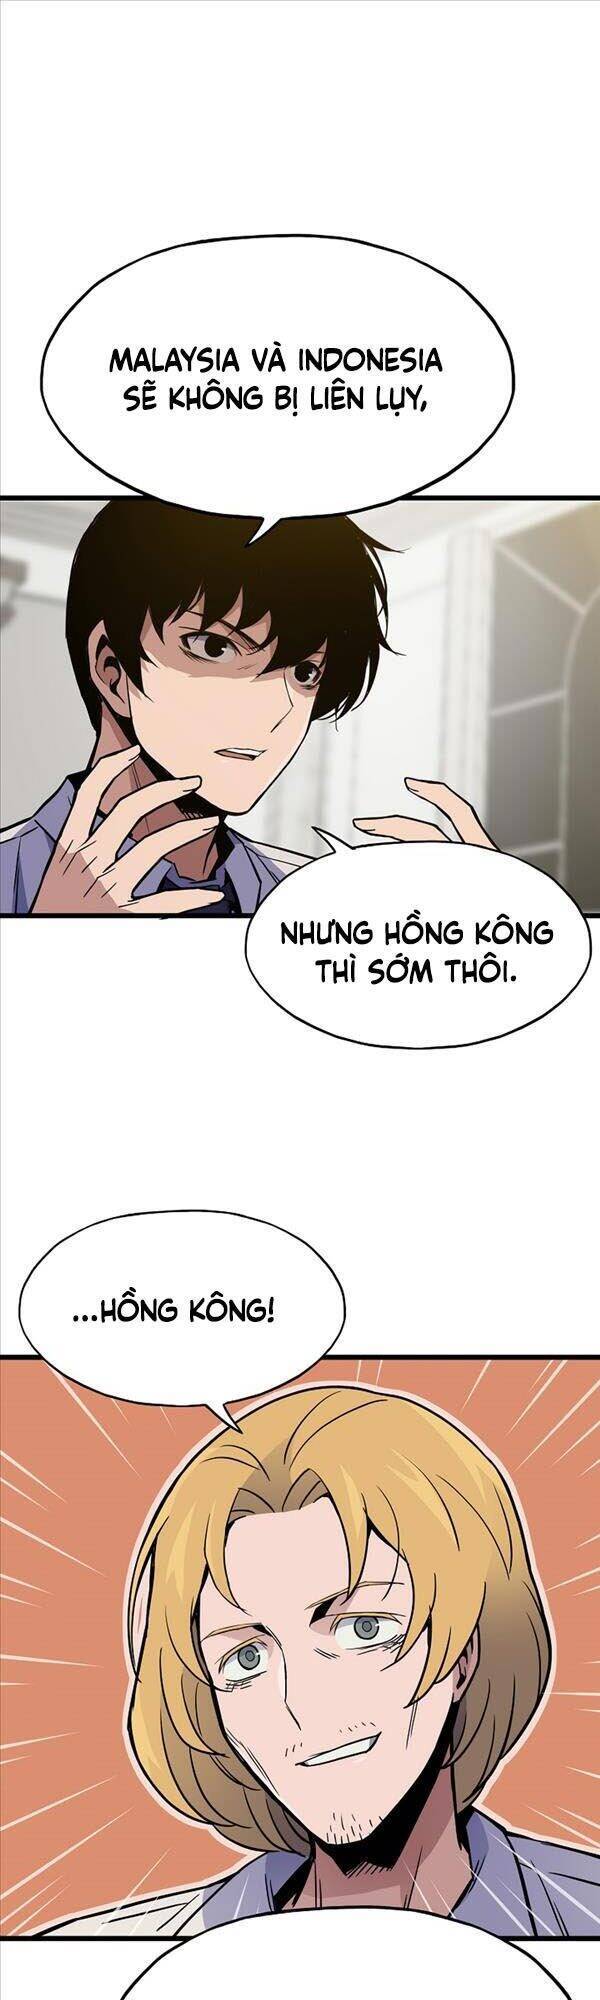 MALAYSIA VÀ INDONESIA
SẼ KHÔNG BỊ LIÊN LỤY,
NHƯNG HỒNG KÔNG
THÌ SỚM THÔI.
...HỒNG KÔNG!